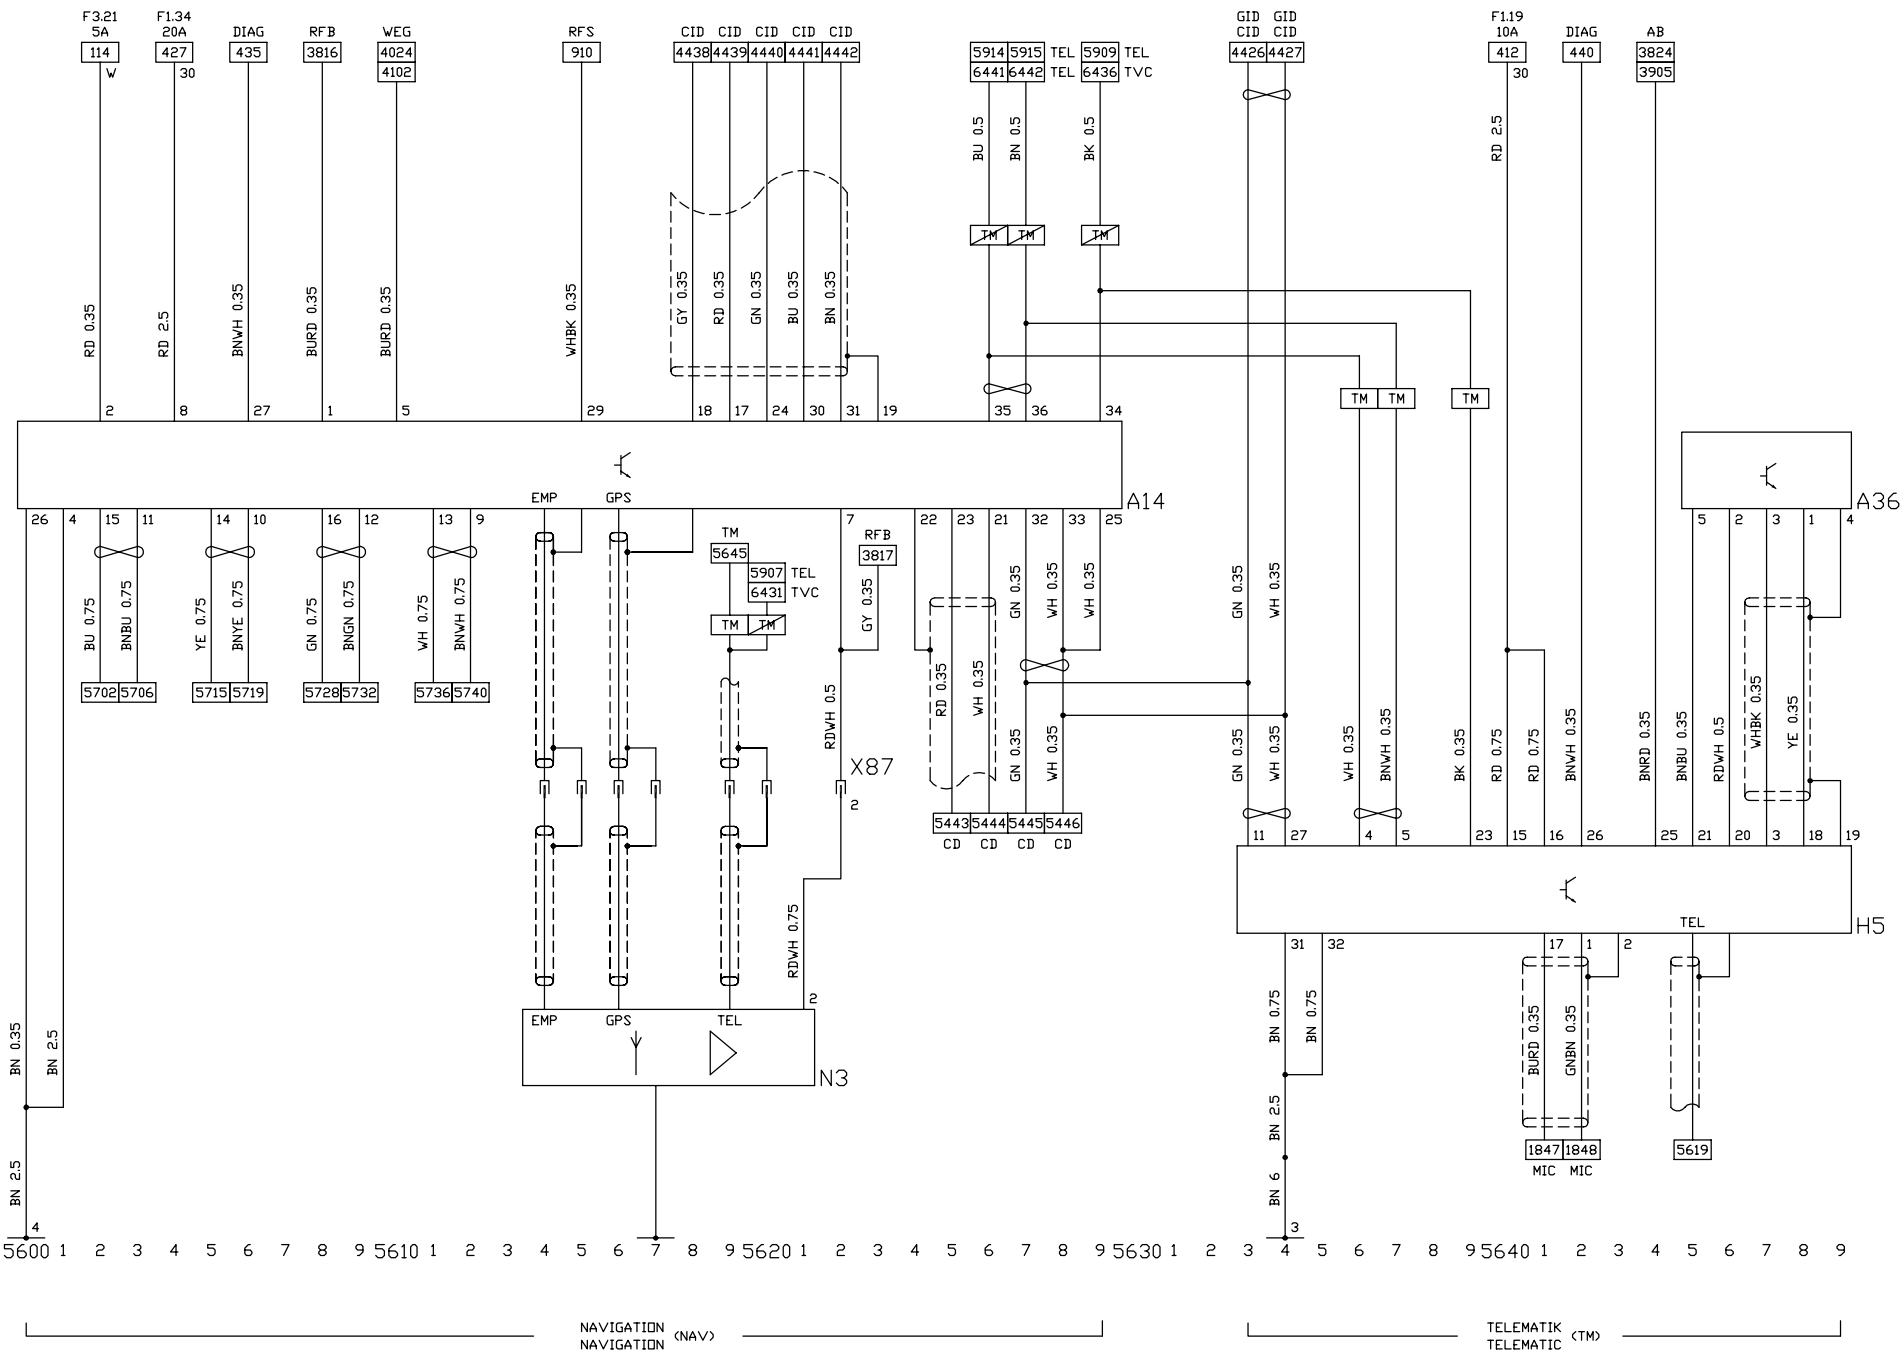 F3.21 F1.34 GID GID F1.19
5A 20A DIAG RFB WEG RFS CID CID CID CID CID CID CID 10A DIAG AB
114 427 435 3816 4024 910 4438 4439 4440 4441 4442 5914 5915 TEL 5909 TEL 4426 4427 412 440 3824
W 30 4102 6441 6442 TEL 6436 TVC 30 3905
BU 0.5 BN 0.5 BK 0.5 RD 2.5
TM TM TM
RD 0.35 RD 2.5 BNWH 0.35 BURD 0.35 BURD 0.35 WHBK 0.35 GY 0.35 RD 0.35 GN 0.35 BU 0.35 BN 0.35
TM TM TM
2 8 27 1 5 29 18 17 24 30 31 19 35 36 34
EMP GPS A14 A36
26 4 15 11 14 10 16 12 13 9 7 22 23 21 32 33 25 5 2 3 1 4
TM RFB
5645 3817
5907 TEL
6431 TVC
TM TM
BU 0.75 BNBU 0.75 YE 0.75 BNYE 0.75 GN 0.75 BNGN 0.75 WH 0.75 BNWH 0.75 GY 0.35 GN 0.35 WH 0.35 WH 0.35 GN 0.35 WH 0.35
5702 5706 5715 5719 5728 5732 5736 5740
RDWH 0.5 RD 0.35 WH 0.35 GN 0.35 WH 0.35 GN 0.35 WH 0.35 WH 0.35 BNWH 0.35 BK 0.35 RD 0.75 RD 0.75 BNWH 0.35 BNRD 0.35 BNBU 0.35 RDWH 0.5 WHBK 0.35 YE 0.35
X87
2
5443 5444 5445 5446
CD CD CD CD
11 27 4 5 23 15 16 26 25 21 20 3 18 19
TEL H5
31 32 17 1 2
RDWH 0.75
2
EMP GPS TEL
N3
BN 0.35 BN 2.5 BN 0.75 BN 0.75 BURD 0.35 GNBN 0.35
BN 2.5 BN 2.5
BN 6
1847 1848 5619
MIC MIC
4 3
5600 1 2 3 4 5 6 7 8 9 5610 1 2 3 4 5 6 7 8 9 5620 1 2 3 4 5 6 7 8 9 5630 1 2 3 4 5 6 7 8 9 5640 1 2 3 4 5 6 7 8 9
NAVIGATION
NAVIGATION (NAV)
TELEMATIK
TELEMATIC (TM)